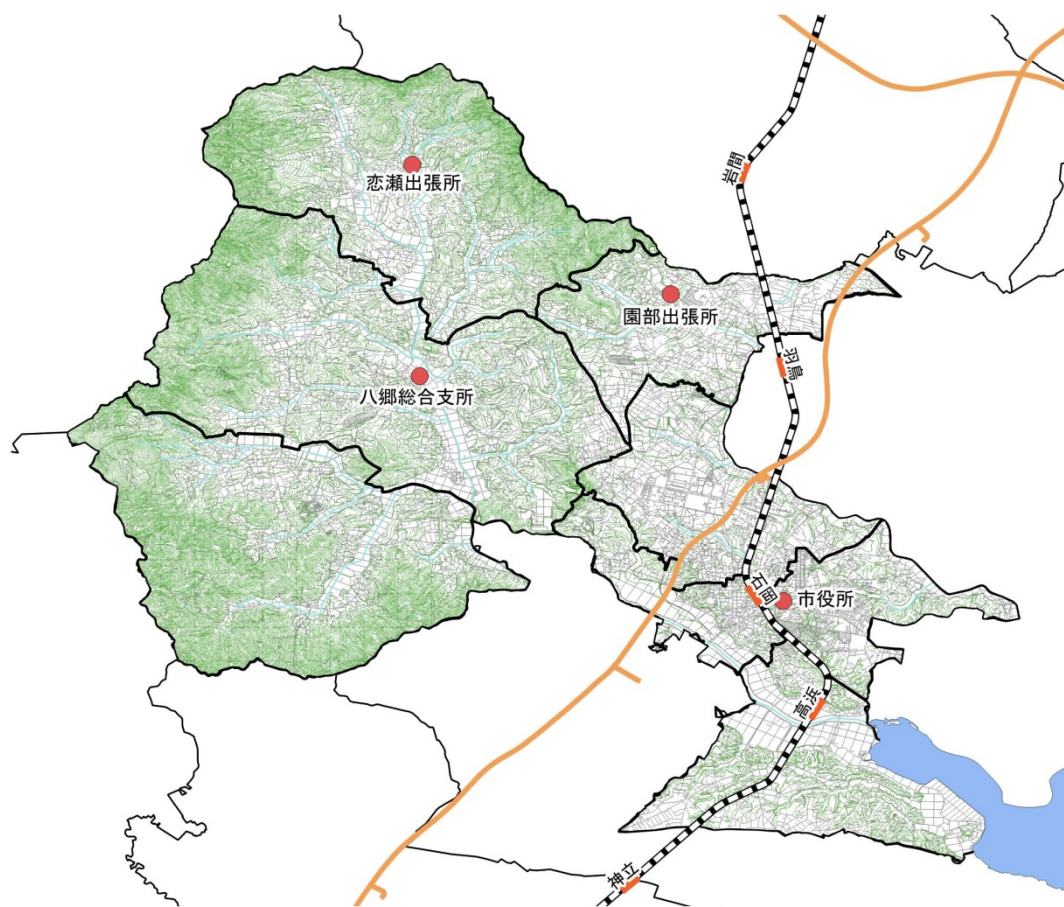 岩間
恋瀬出張所
園部出張所
羽鳥
八郷総合支所
石岡
市役所
高浜
神立